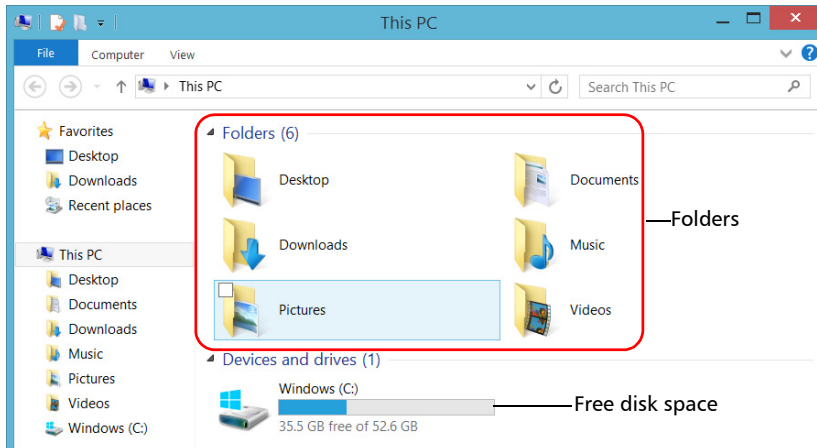 This PC
File Computer View
This PC Search This PC
Favorites
Desktop
Downloads
Recent places
This PC
Desktop
Documents
Downloads
Music
Pictures
Videos
Windows (C:)
Folders (6)
Desktop Documents
Downloads Music
Pictures Videos
Folders
Devices and drives (1)
Windows (C:)
35.5 GB free of 52.6 GB
Free disk space